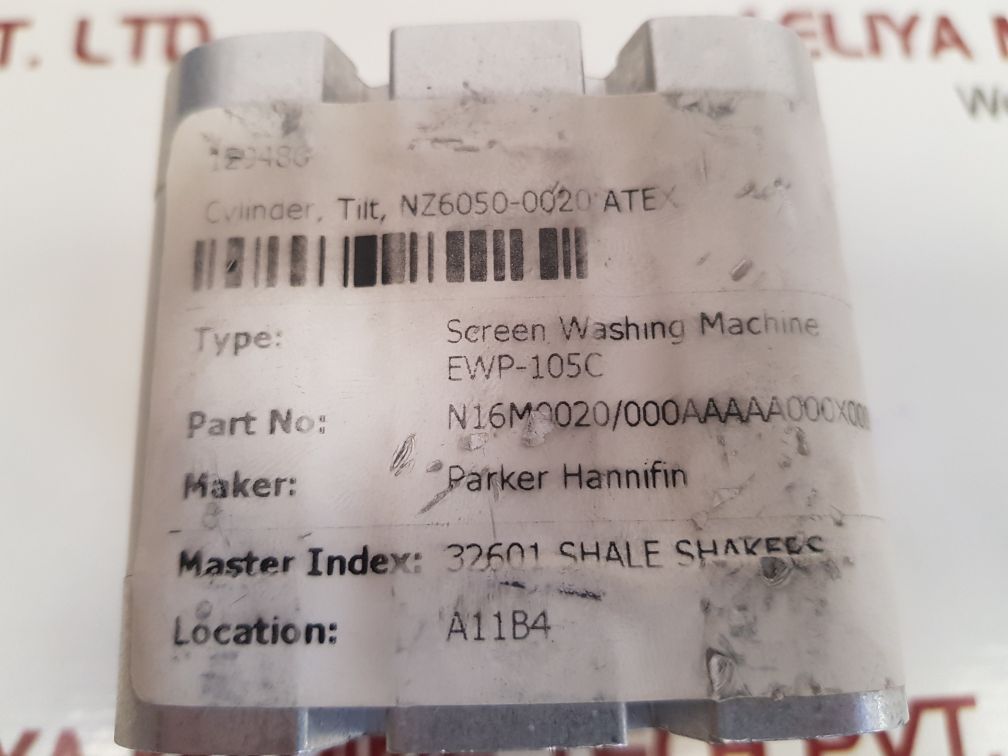 T. LTD
ELIYA
Cylinder, Tilt, NZ6050-0020 ATEX
Type: Screen Washing Machine
EWP-105C
Part No: N16M0020/000AAAAA000X00
Maker: Parker Hannifin
Master Index: 32601 SHALE SHAKERS
Location: A11B4
PVT